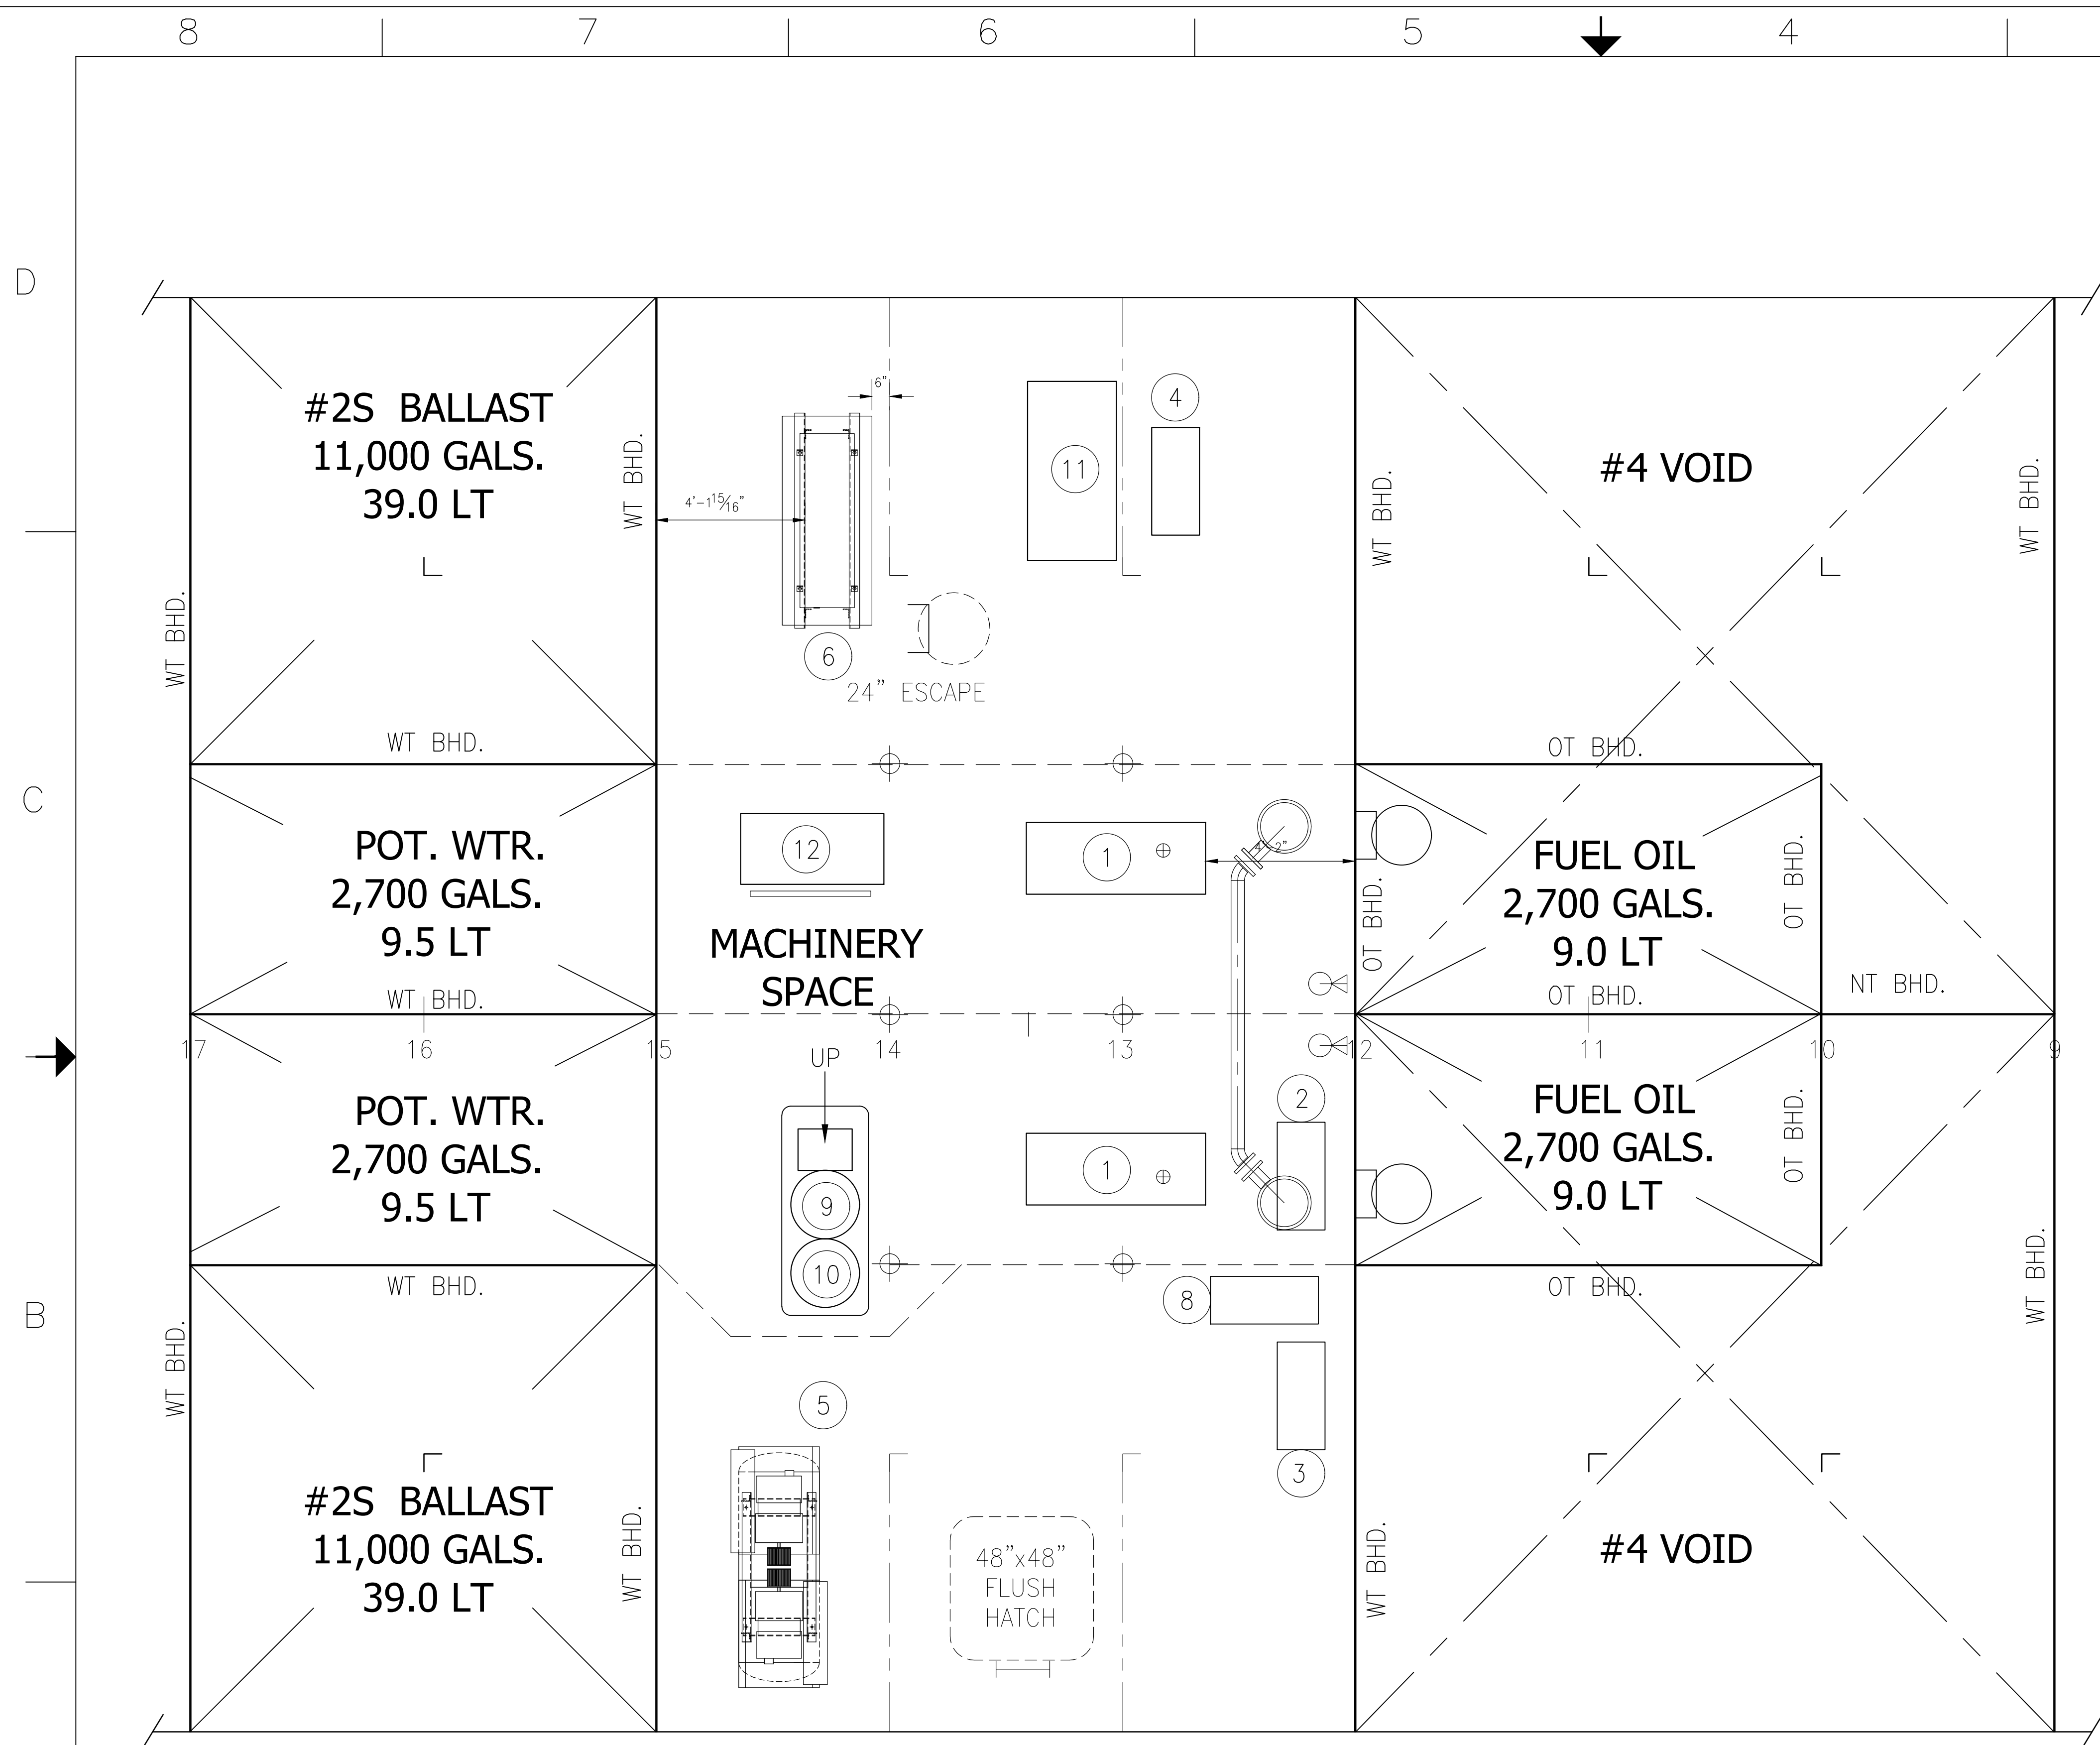 8 7 6 5 4
D
C
B
#2S BALLAST
11,000 GALS.
39.0 LT
WT BHD.
WT BHD.
WT BHD.
4'-1 15/16"
6"
6
24" ESCAPE
11
4
WT BHD.
#4 VOID
WT BHD.
OT BHD.
POT. WTR.
2,700 GALS.
9.5 LT
WT BHD.
12
MACHINERY
SPACE
1
OT BHD.
FUEL OIL
2,700 GALS.
9.0 LT
OT BHD.
OT BHD.
NT BHD.
17 16 15 14 13 12 11 10 9
POT. WTR.
2,700 GALS.
9.5 LT
WT BHD.
UP
9
10
1
2
8
3
FUEL OIL
2,700 GALS.
9.0 LT
OT BHD.
OT BHD.
WT BHD.
WT BHD.
#2S BALLAST
11,000 GALS.
39.0 LT
WT BHD.
5
48"x48"
FLUSH
HATCH
WT BHD.
#4 VOID